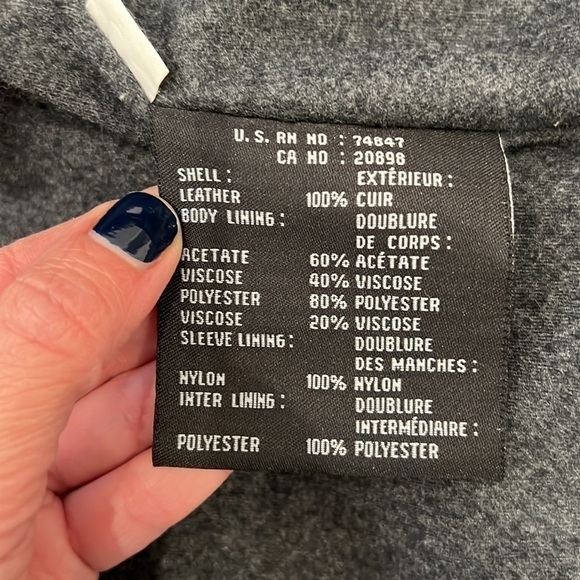 U.S. RN NO : 74847
CA NO : 20898
SHELL : EXTÉRIEUR :
LEATHER 100% CUIR
BODY LINING : DOUBLURE
DE CORPS :
ACETATE 60% ACÉTATE
VISCOSE 40% VISCOSE
POLYESTER 80% POLYESTER
VISCOSE 20% VISCOSE
SLEEVE LINING : DOUBLURE
DES MANCHES :
NYLON 100% NYLON
INTER LINING : DOUBLURE
INTERMÉDIAIRE :
POLYESTER 100% POLYESTER